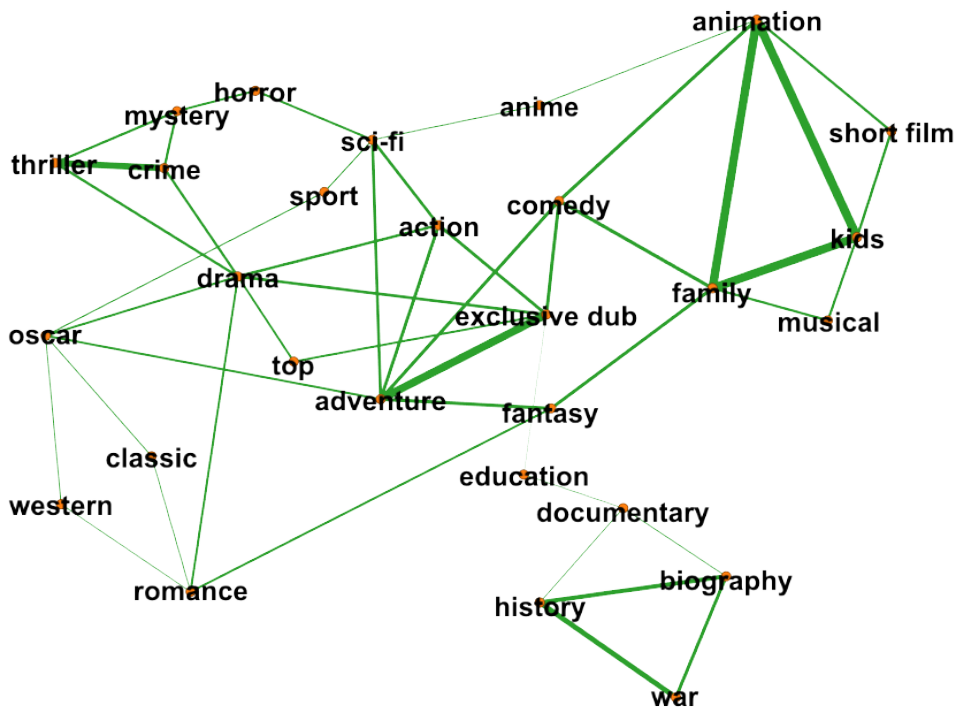 animation
horror
mystery
anime
short film
sci-fi
thriller
crime
sport
comedy
action
kids
drama
family
exclusive dub
musical
oscar
top
adventure
fantasy
classic
education
western
documentary
biography
romance
history
war